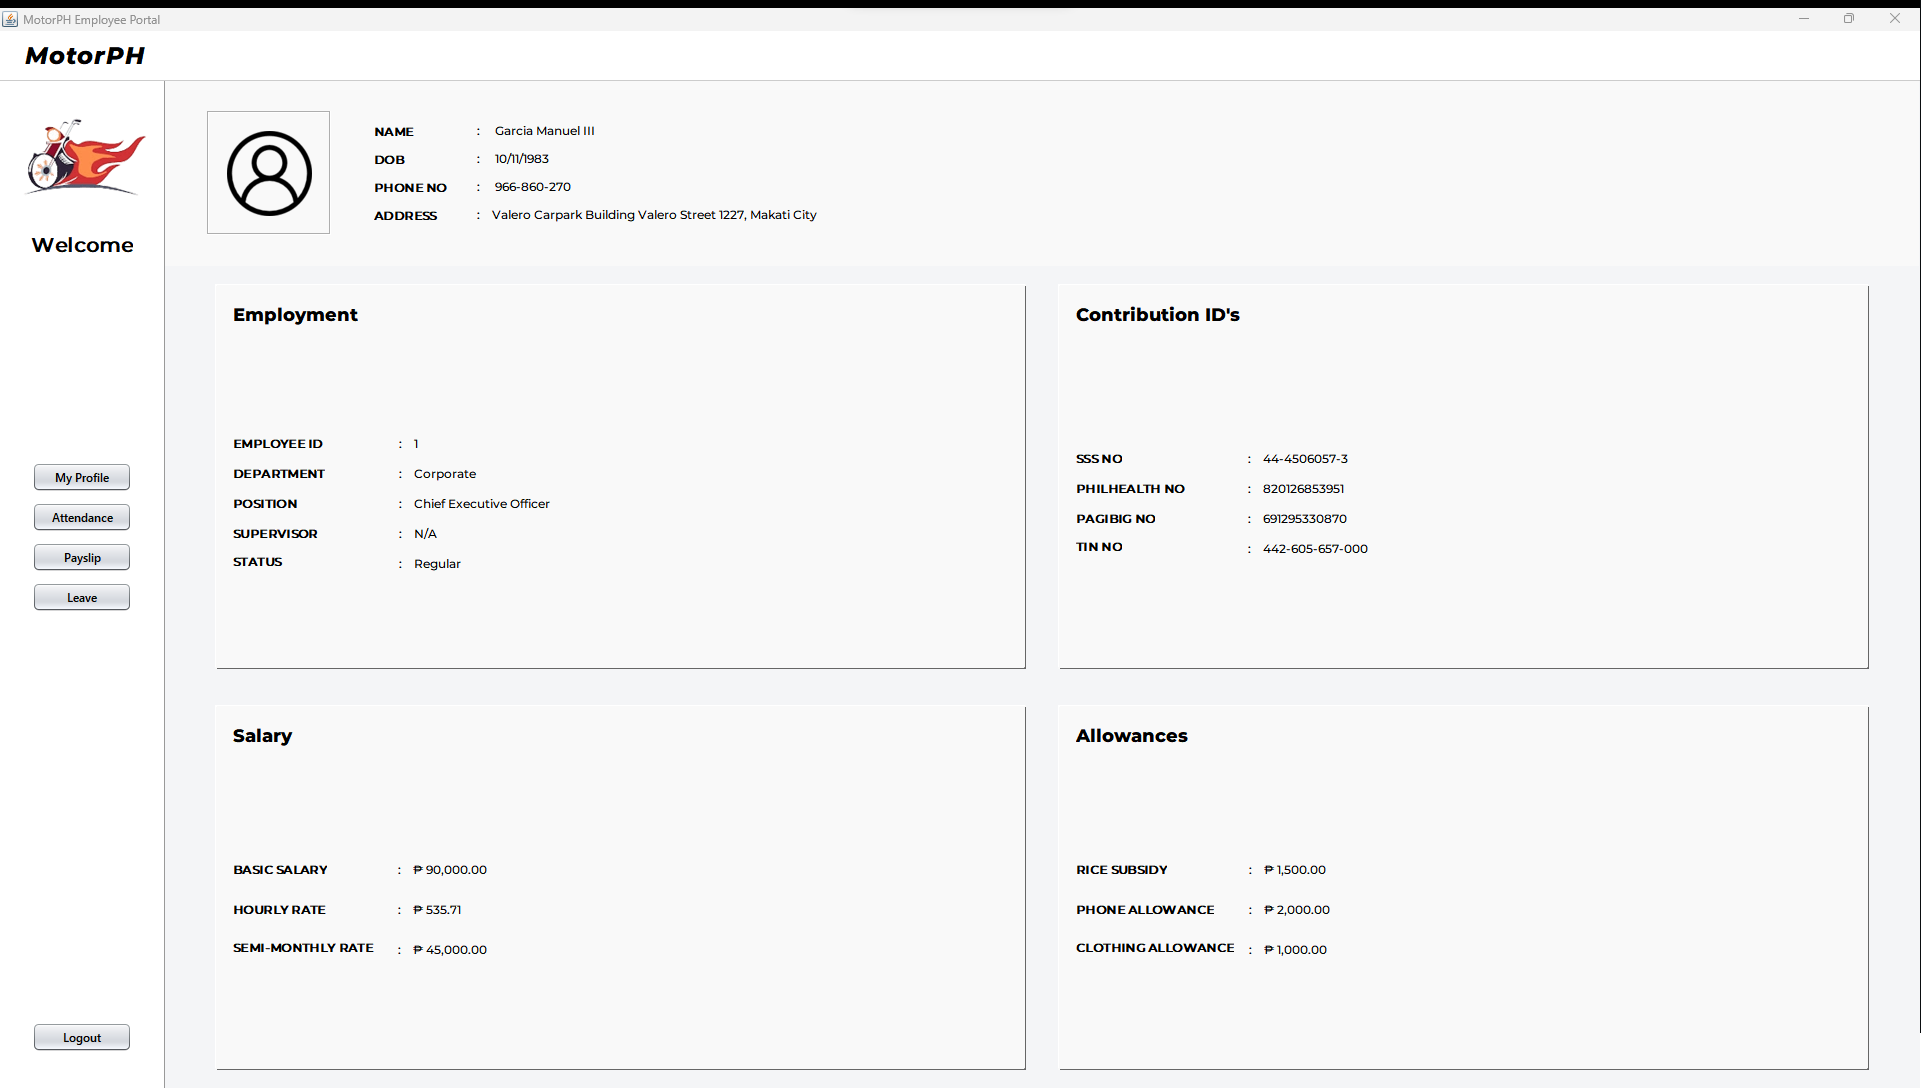 MotorPH Employee Portal
MotorPH
Welcome
My Profile
Attendance
Payslip
Leave
Logout
NAME : Garcia Manuel III
DOB : 10/11/1983
PHONE NO : 966-860-270
ADDRESS : Valero Carpark Building Valero Street 1227, Makati City
Employment
EMPLOYEE ID : 1
DEPARTMENT : Corporate
POSITION : Chief Executive Officer
SUPERVISOR : N/A
STATUS : Regular
Contribution ID's
SSS NO : 44-4506057-3
PHILHEALTH NO : 820126853951
PAGIBIG NO : 691295330870
TIN NO : 442-605-657-000
Salary
BASIC SALARY : ₱ 90,000.00
HOURLY RATE : ₱ 535.71
SEMI-MONTHLY RATE : ₱ 45,000.00
Allowances
RICE SUBSIDY : ₱ 1,500.00
PHONE ALLOWANCE : ₱ 2,000.00
CLOTHING ALLOWANCE : ₱ 1,000.00